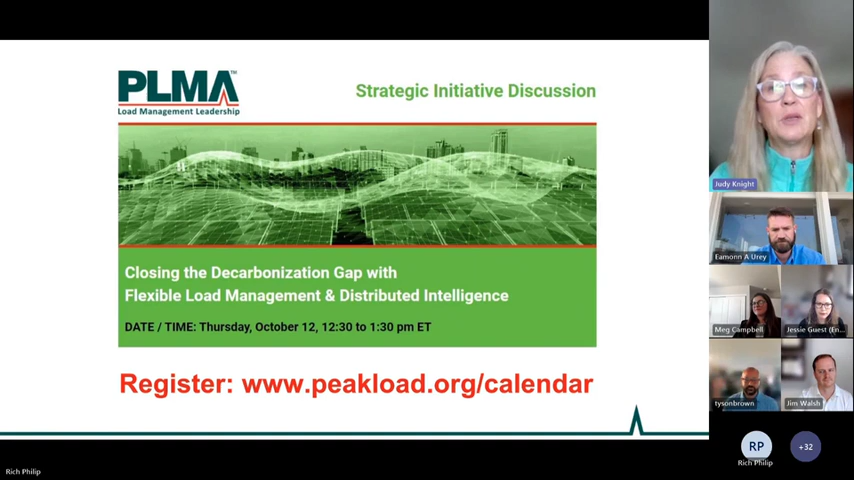 PLMA™
Load Management Leadership
Strategic Initiative Discussion
Closing the Decarbonization Gap with
Flexible Load Management & Distributed Intelligence
DATE / TIME: Thursday, October 12, 12:30 to 1:30 pm ET
Register: www.peakload.org/calendar
Judy Knight
Eamonn A Urey
Meg Campbell
Jessie Guest (En...
tysonbrown
Jim Walsh
RP
+32
Rich Philip
Rich Philip